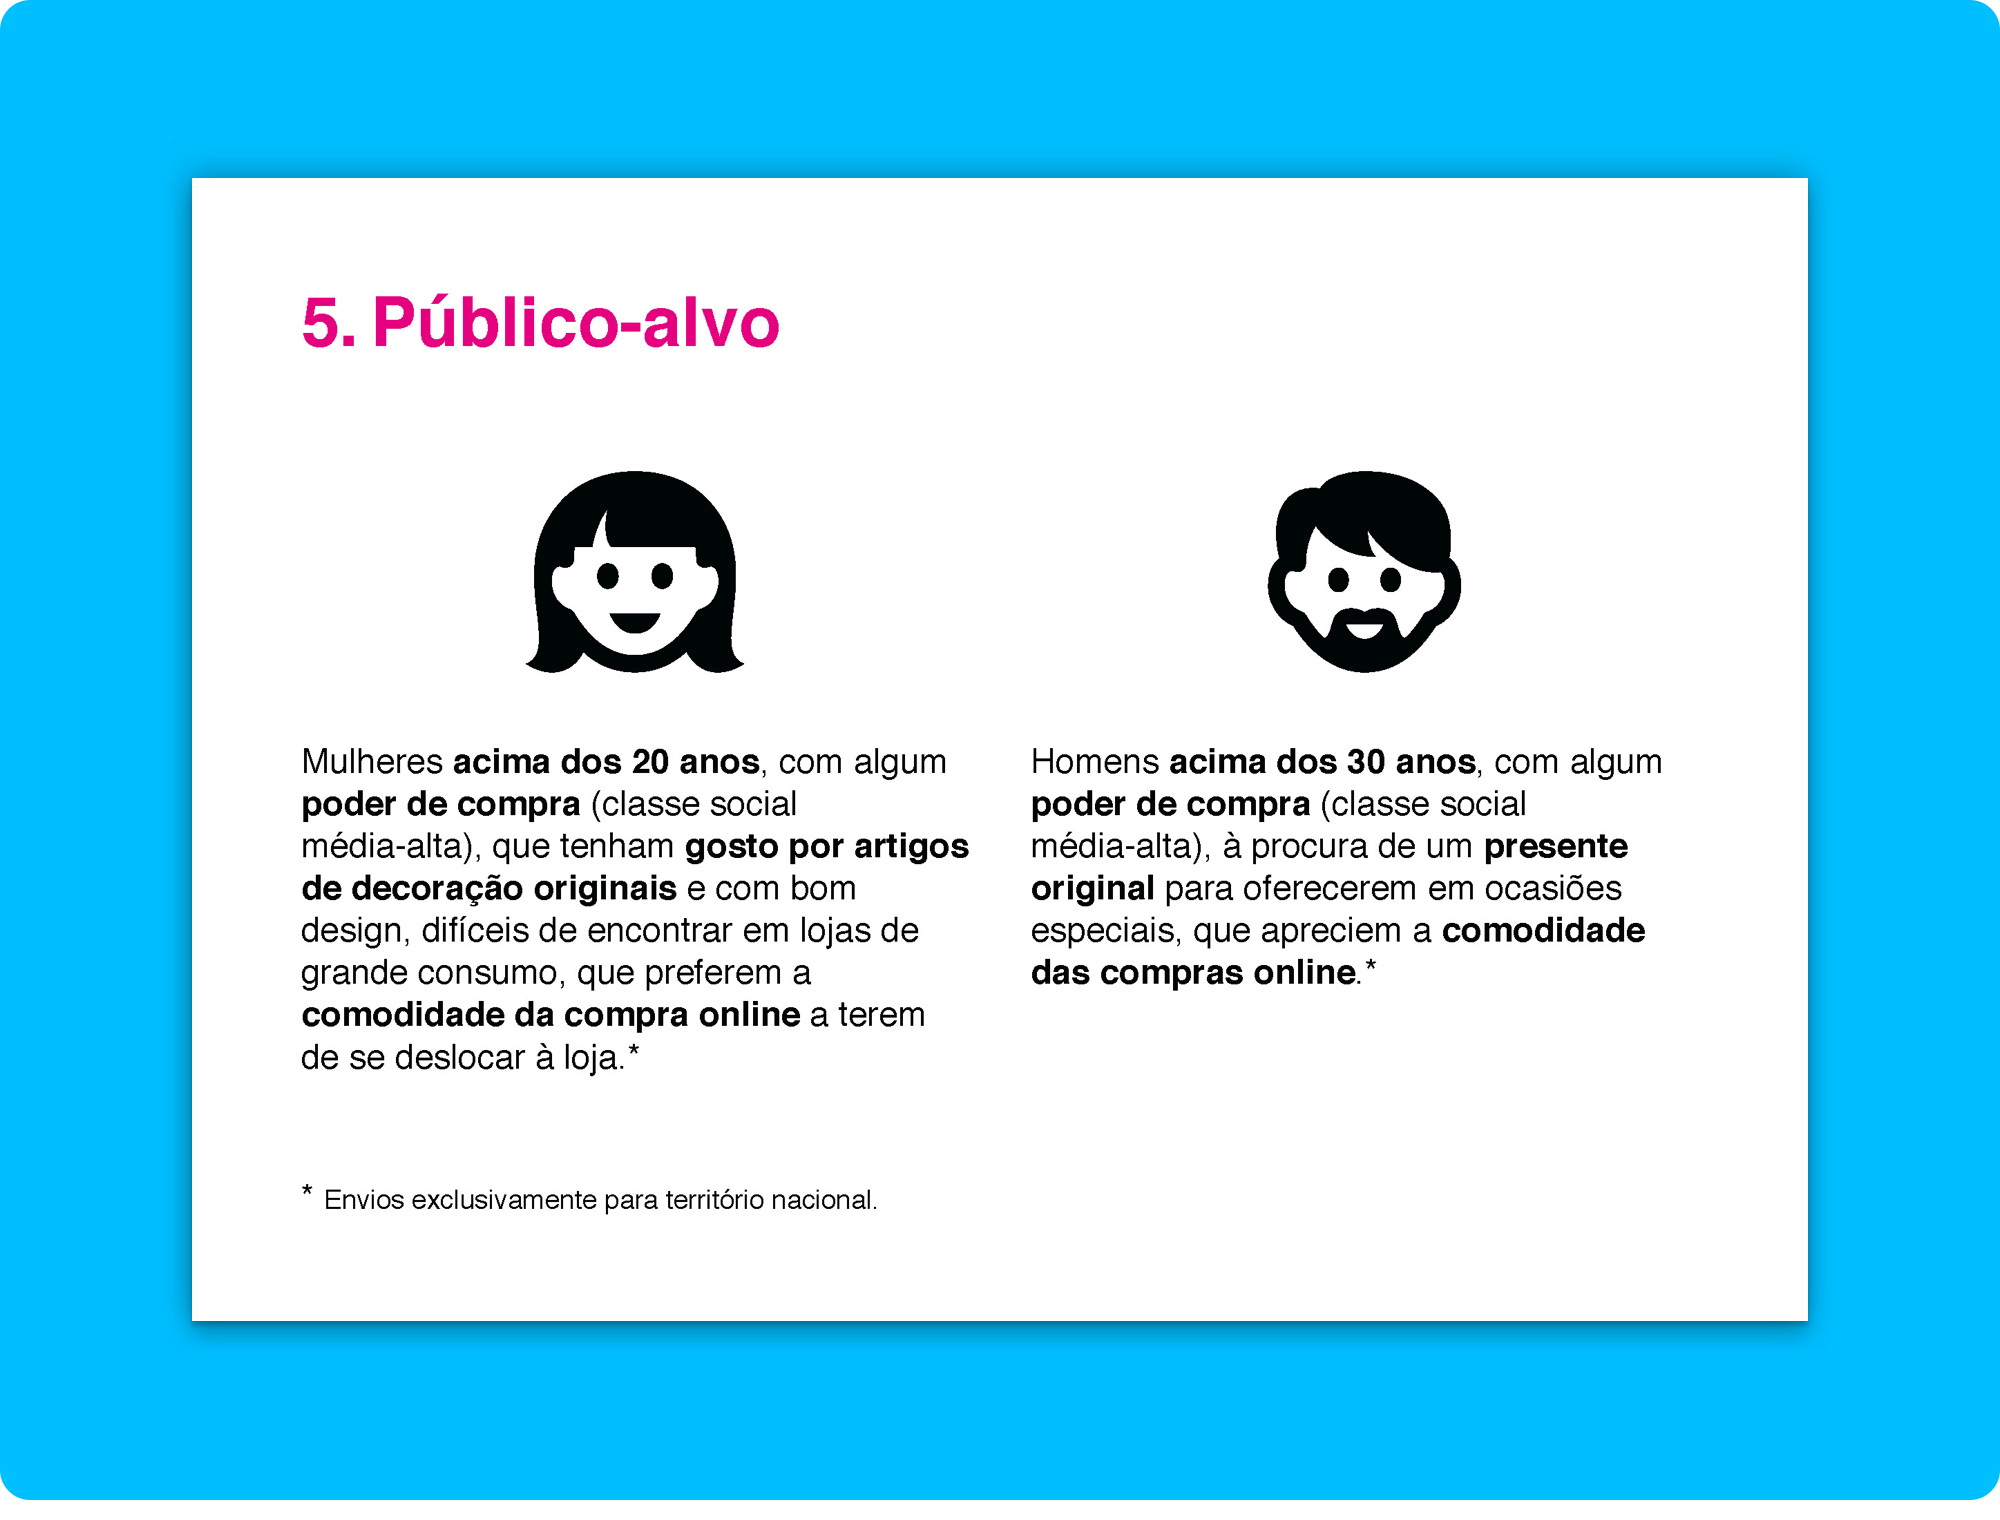 5. Público-alvo
Mulheres acima dos 20 anos, com algum
poder de compra (classe social
média-alta), que tenham gosto por artigos
de decoração originais e com bom
design, difíceis de encontrar em lojas de
grande consumo, que preferem a
comodidade da compra online a terem
de se deslocar à loja.*
Homens acima dos 30 anos, com algum
poder de compra (classe social
média-alta), à procura de um presente
original para oferecerem em ocasiões
especiais, que apreciem a comodidade
das compras online.*
* Envios exclusivamente para território nacional.